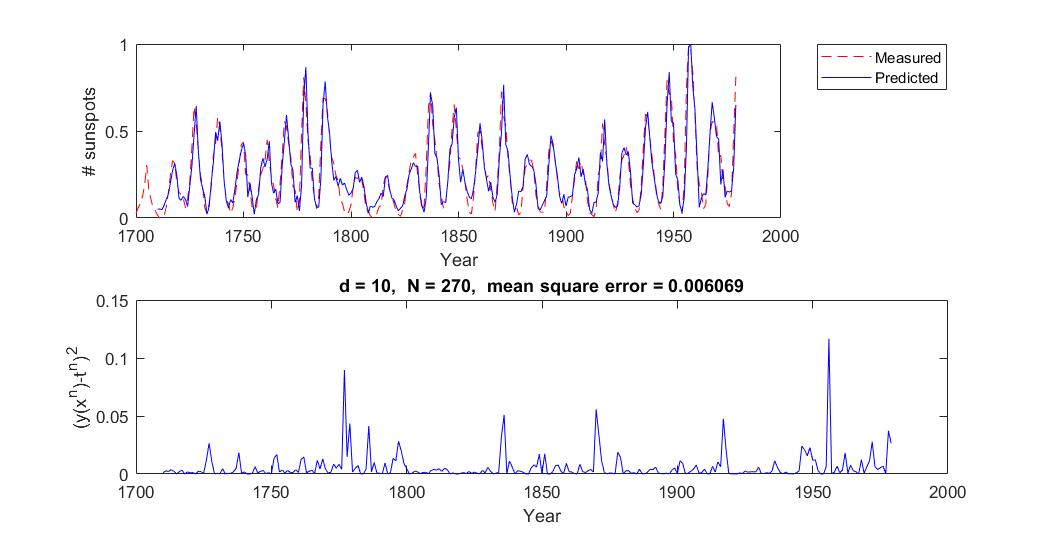 1
0.5
0
# sunspots
1700 1750 1800 1850 1900 1950 2000
Year
Measured
Predicted
d = 10, N = 270, mean square error = 0.006069
0.15
0.1
0.05
0
(y(xⁿ)-tⁿ)²
1700 1750 1800 1850 1900 1950 2000
Year